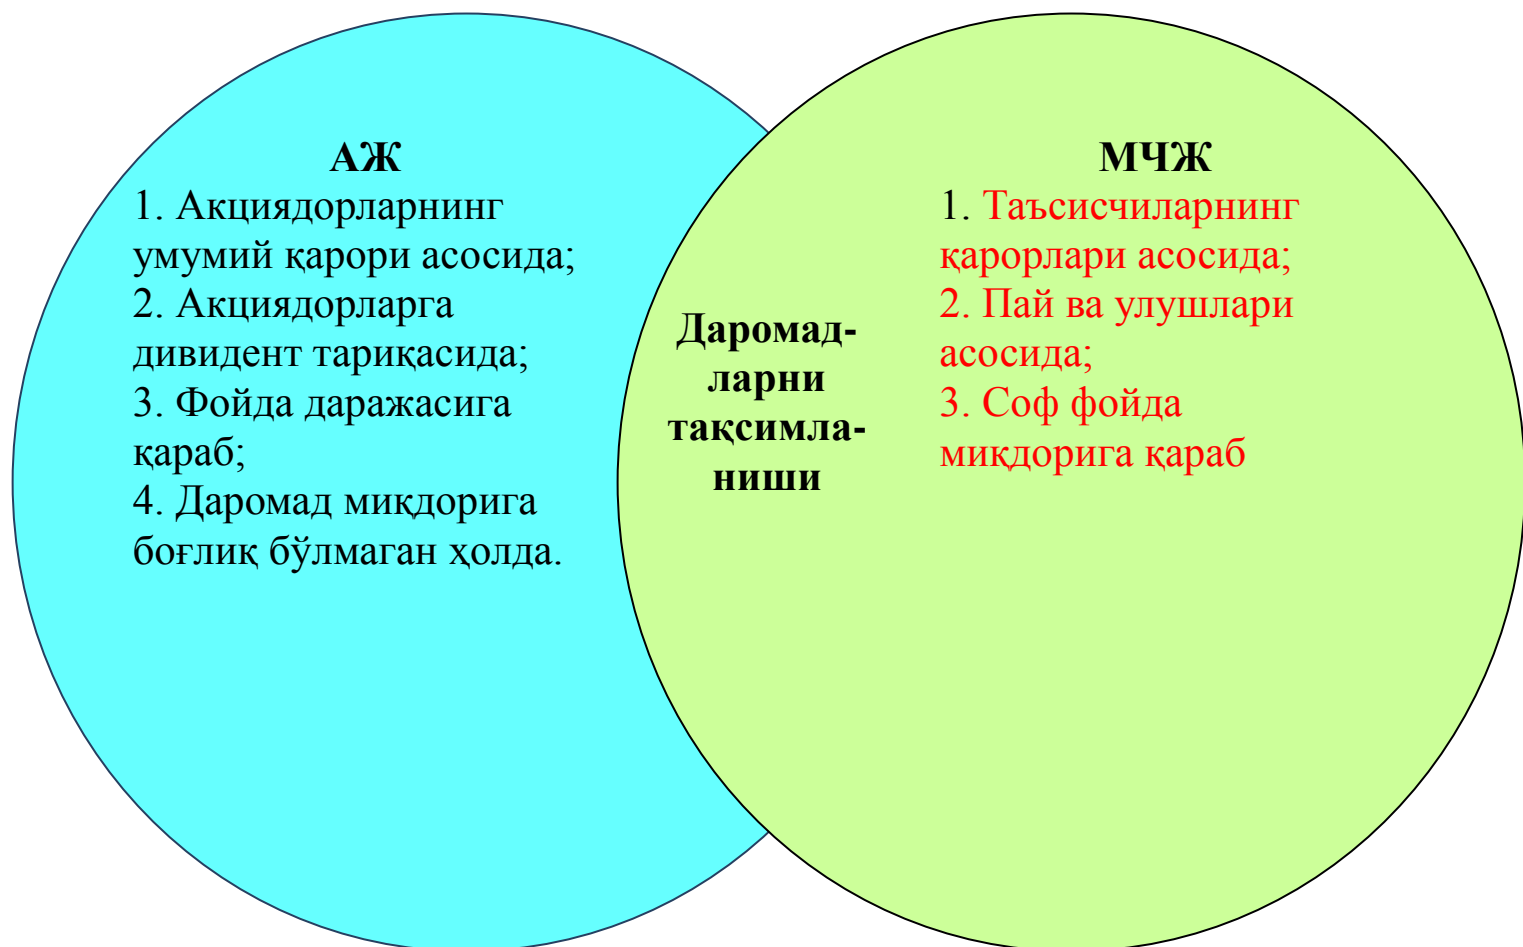 АЖ
1. Акциядорларнинг
умумий қарори асосида;
2. Акциядорларга
дивидент тариқасида;
3. Фойда даражасига
қараб;
4. Даромад миқдорига
боғлиқ бўлмаган ҳолда.
Даромад-
ларни
тақсимла-
ниши
МЧЖ
1. Таъсисчиларнинг
қарорлари асосида;
2. Пай ва улушлари
асосида;
3. Соф фойда
миқдорига қараб